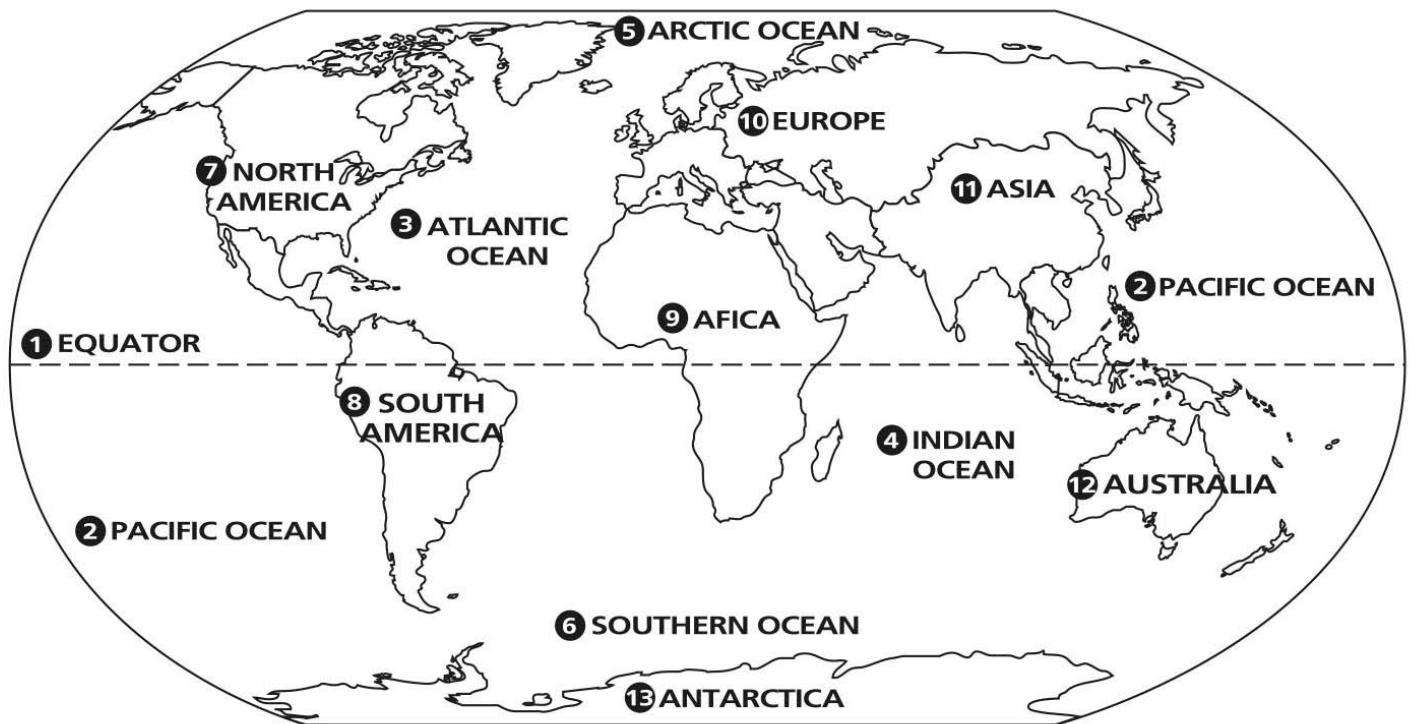 5 ARCTIC OCEAN
10 EUROPE
7 NORTH
AMERICA
11 ASIA
3 ATLANTIC
OCEAN
2 PACIFIC OCEAN
9 AFICA
1 EQUATOR
8 SOUTH
AMERICA
4 INDIAN
OCEAN
12 AUSTRALIA
2 PACIFIC OCEAN
6 SOUTHERN OCEAN
13 ANTARCTICA